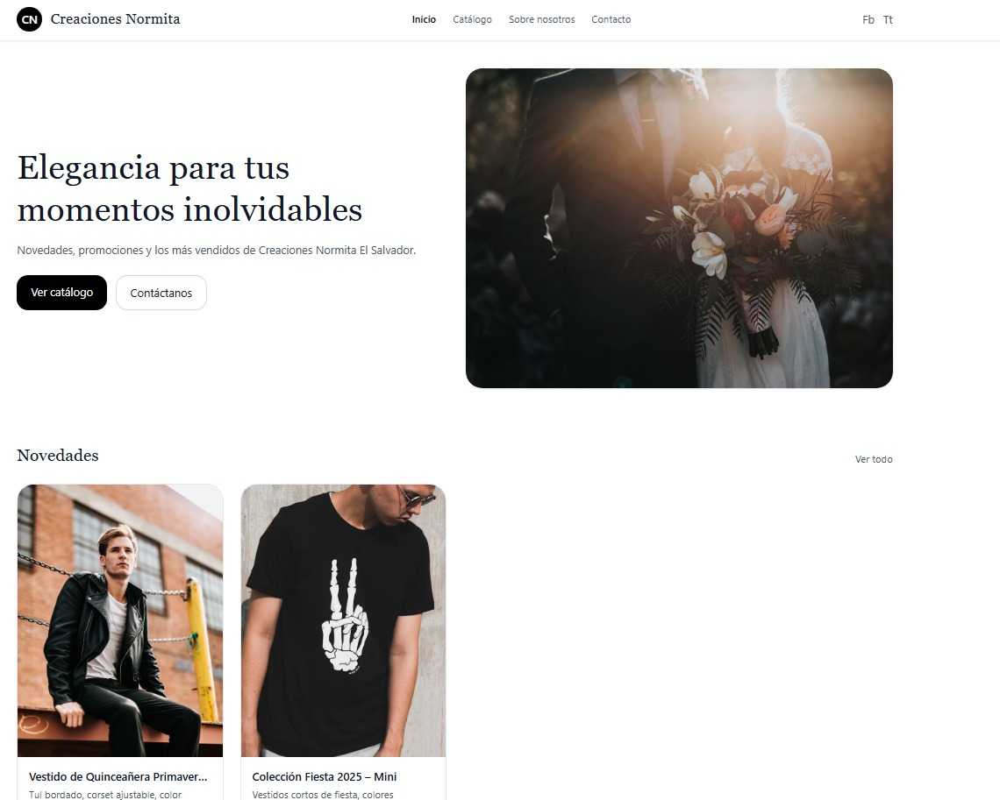 CN Creaciones Normita
Inicio Catálogo Sobre nosotros Contacto
Fb Tt
Elegancia para tus
momentos inolvidables
Novedades, promociones y los más vendidos de Creaciones Normita El Salvador.
Ver catálogo Contáctanos
Novedades
Ver todo
Vestido de Quinceañera Primaver...
Tul bordado, corset ajustable, color
Colección Fiesta 2025 – Mini
Vestidos cortos de fiesta, colores